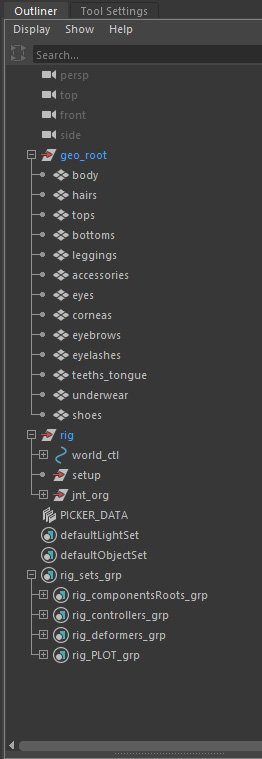 Outliner Tool Settings
Display Show Help
Search...
persp
top
front
side
geo_root
body
hairs
tops
bottoms
leggings
accessories
eyes
corneas
eyebrows
eyelashes
teeths_tongue
underwear
shoes
rig
world_ctl
setup
jnt_org
PICKER_DATA
defaultLightSet
defaultObjectSet
rig_sets_grp
rig_componentsRoots_grp
rig_controllers_grp
rig_deformers_grp
rig_PLOT_grp